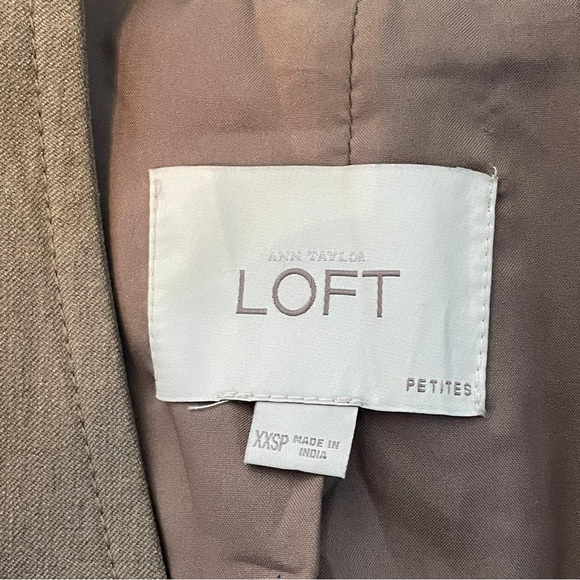 ANN TAYLOR
LOFT
PETITES
XXSP MADE IN
INDIA